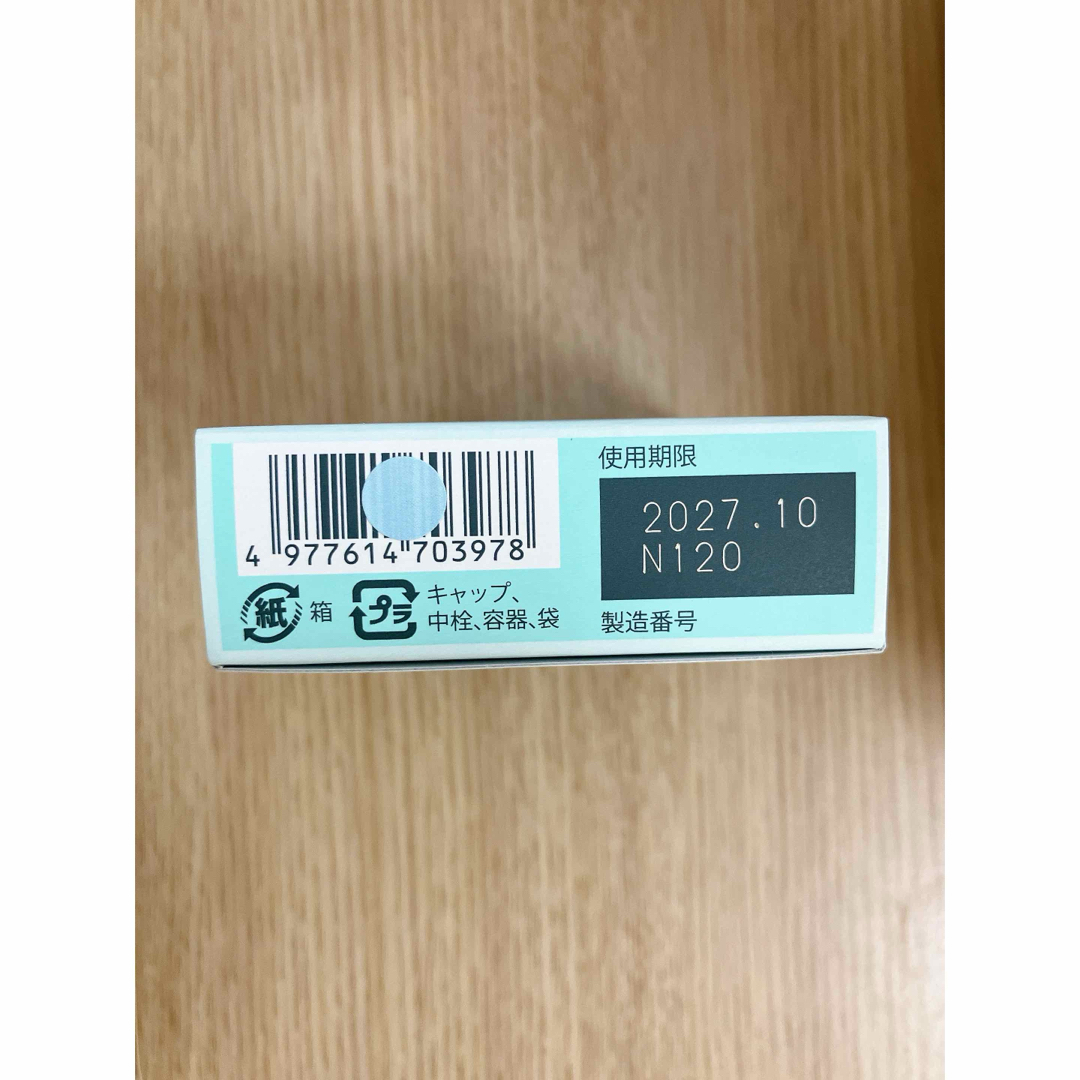 4 977614 703978
紙 箱
プラ キャップ、
中栓、容器、袋
使用期限
2027.10
N120
製造番号